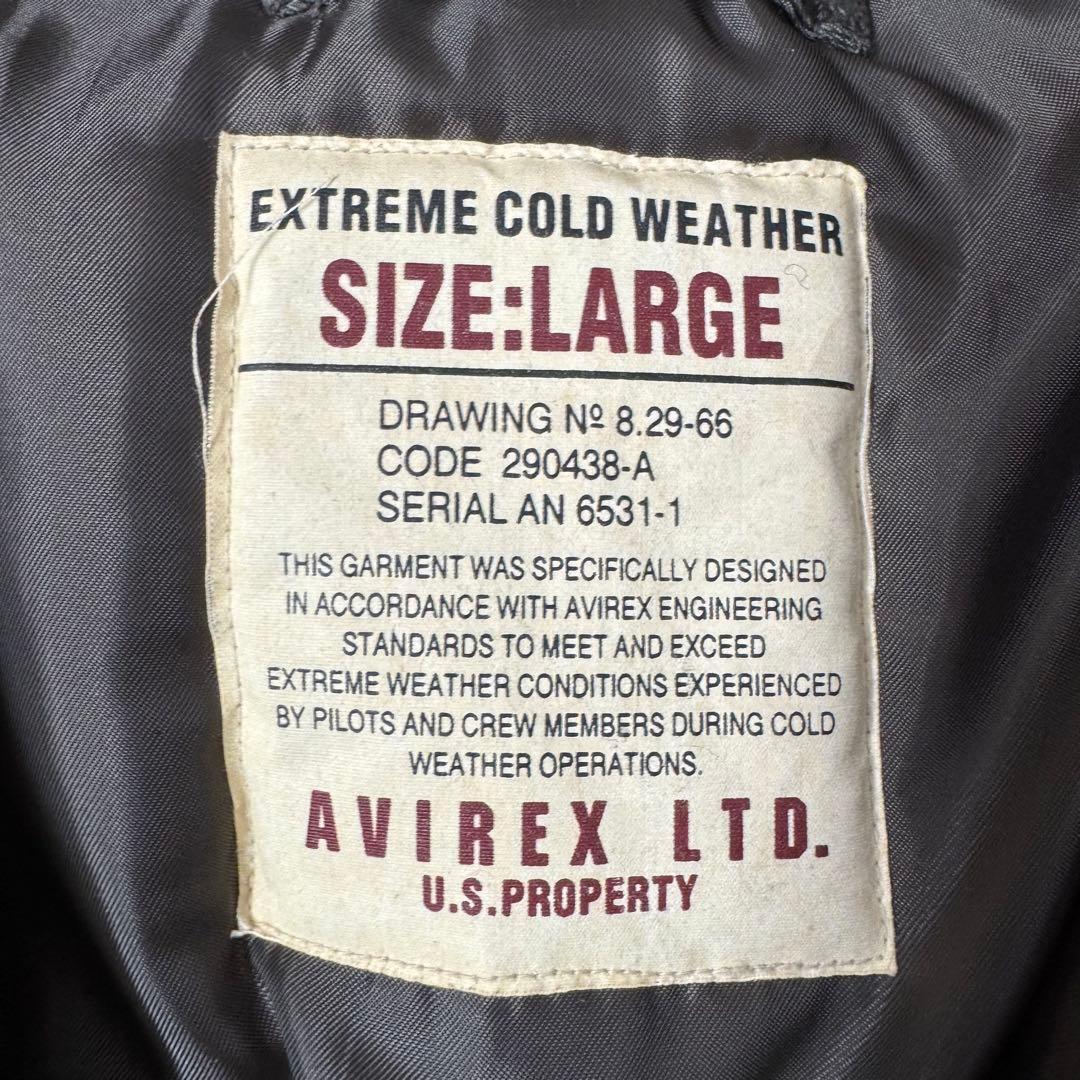 EXTREME COLD WEATHER
SIZE:LARGE
DRAWING Nº 8.29-66
CODE 290438-A
SERIAL AN 6531-1
THIS GARMENT WAS SPECIFICALLY DESIGNED
IN ACCORDANCE WITH AVIREX ENGINEERING
STANDARDS TO MEET AND EXCEED
EXTREME WEATHER CONDITIONS EXPERIENCED
BY PILOTS AND CREW MEMBERS DURING COLD
WEATHER OPERATIONS.
AVIREX LTD.
U.S.PROPERTY